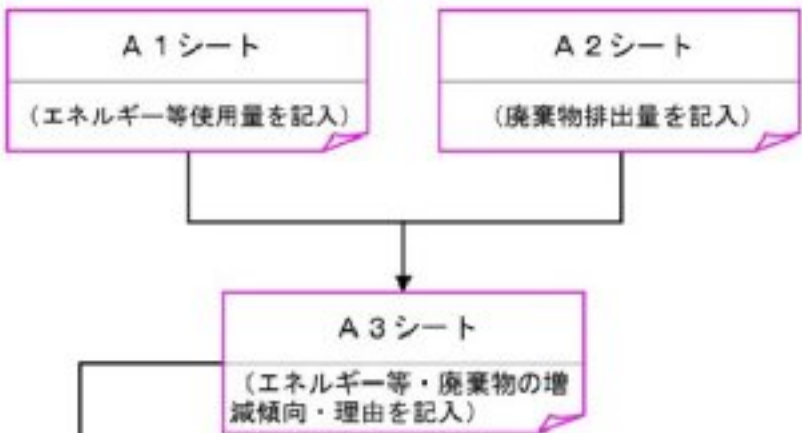 A1シート
(エネルギー等使用量を記入)
A2シート
(廃棄物排出量を記入)
A3シート
(エネルギー等・廃棄物の増
減傾向・理由を記入)